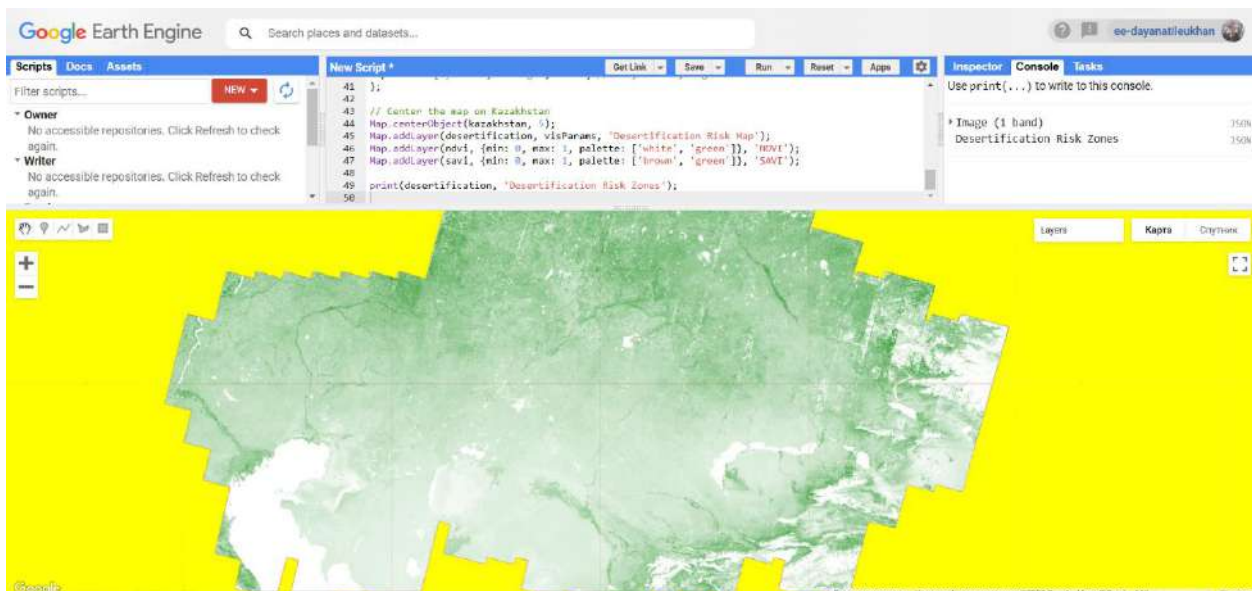 Google Earth Engine
Search places and datasets...
ee-dayanatileukhan
Scripts Docs Assets
Filter scripts...
NEW
Owner
No accessible repositories. Click Refresh to check
again.
Writer
No accessible repositories. Click Refresh to check
again.
New Script *
Get Link Save Run Reset Apps
41 );
42
43 // Center the map on Kazakhstan
44 Map.centerObject(kazakhstan, 5);
45 Map.addLayer(desertification, visParams, 'Desertification Risk Map');
46 Map.addLayer(ndvi, {min: 0, max: 1, palette: ['white', 'green']}, 'NDVI');
47 Map.addLayer(savi, {min: 0, max: 1, palette: ['brown', 'green']}, 'SAVI');
48
49 print(desertification, 'Desertification Risk Zones');
50
Inspector Console Tasks
Use print(...) to write to this console.
Image (1 band) JSON
Desertification Risk Zones JSON
Layers
Карта Спутник
Google